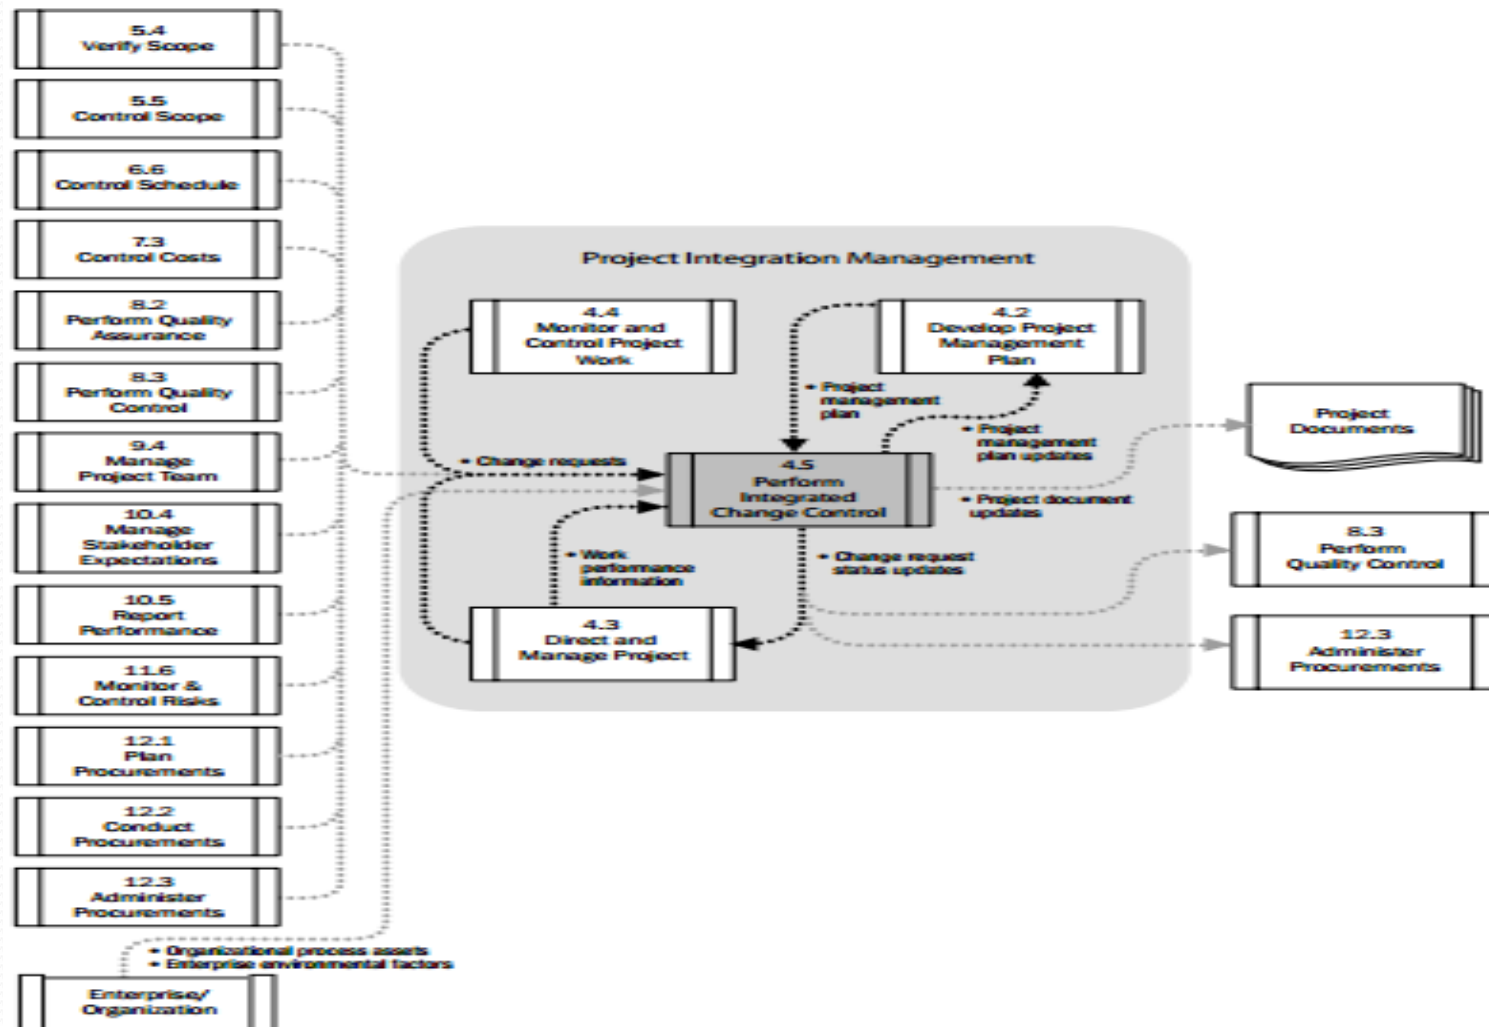 5.4
Verify Scope
5.5
Control Scope
6.6
Control Schedule
7.3
Control Costs
8.2
Perform Quality
Assurance
8.3
Perform Quality
Control
9.4
Manage
Project Team
10.4
Manage
Stakeholder
Expectations
10.5
Report
Performance
11.6
Monitor &
Control Risks
12.1
Plan
Procurements
12.2
Conduct
Procurements
12.3
Administer
Procurements
• Organizational process assets
• Enterprise environmental factors
Enterprise/
Organization
Project Integration Management
4.4
Monitor and
Control Project
Work
4.2
Develop Project
Management
Plan
• Project
management
plan
• Project
management
plan updates
• Change requests
4.5
Perform
Integrated
Change Control
• Project document
updates
• Work
performance
information
• Change request
status updates
4.3
Direct and
Manage Project
Project
Documents
8.3
Perform
Quality Control
12.3
Administer
Procurements